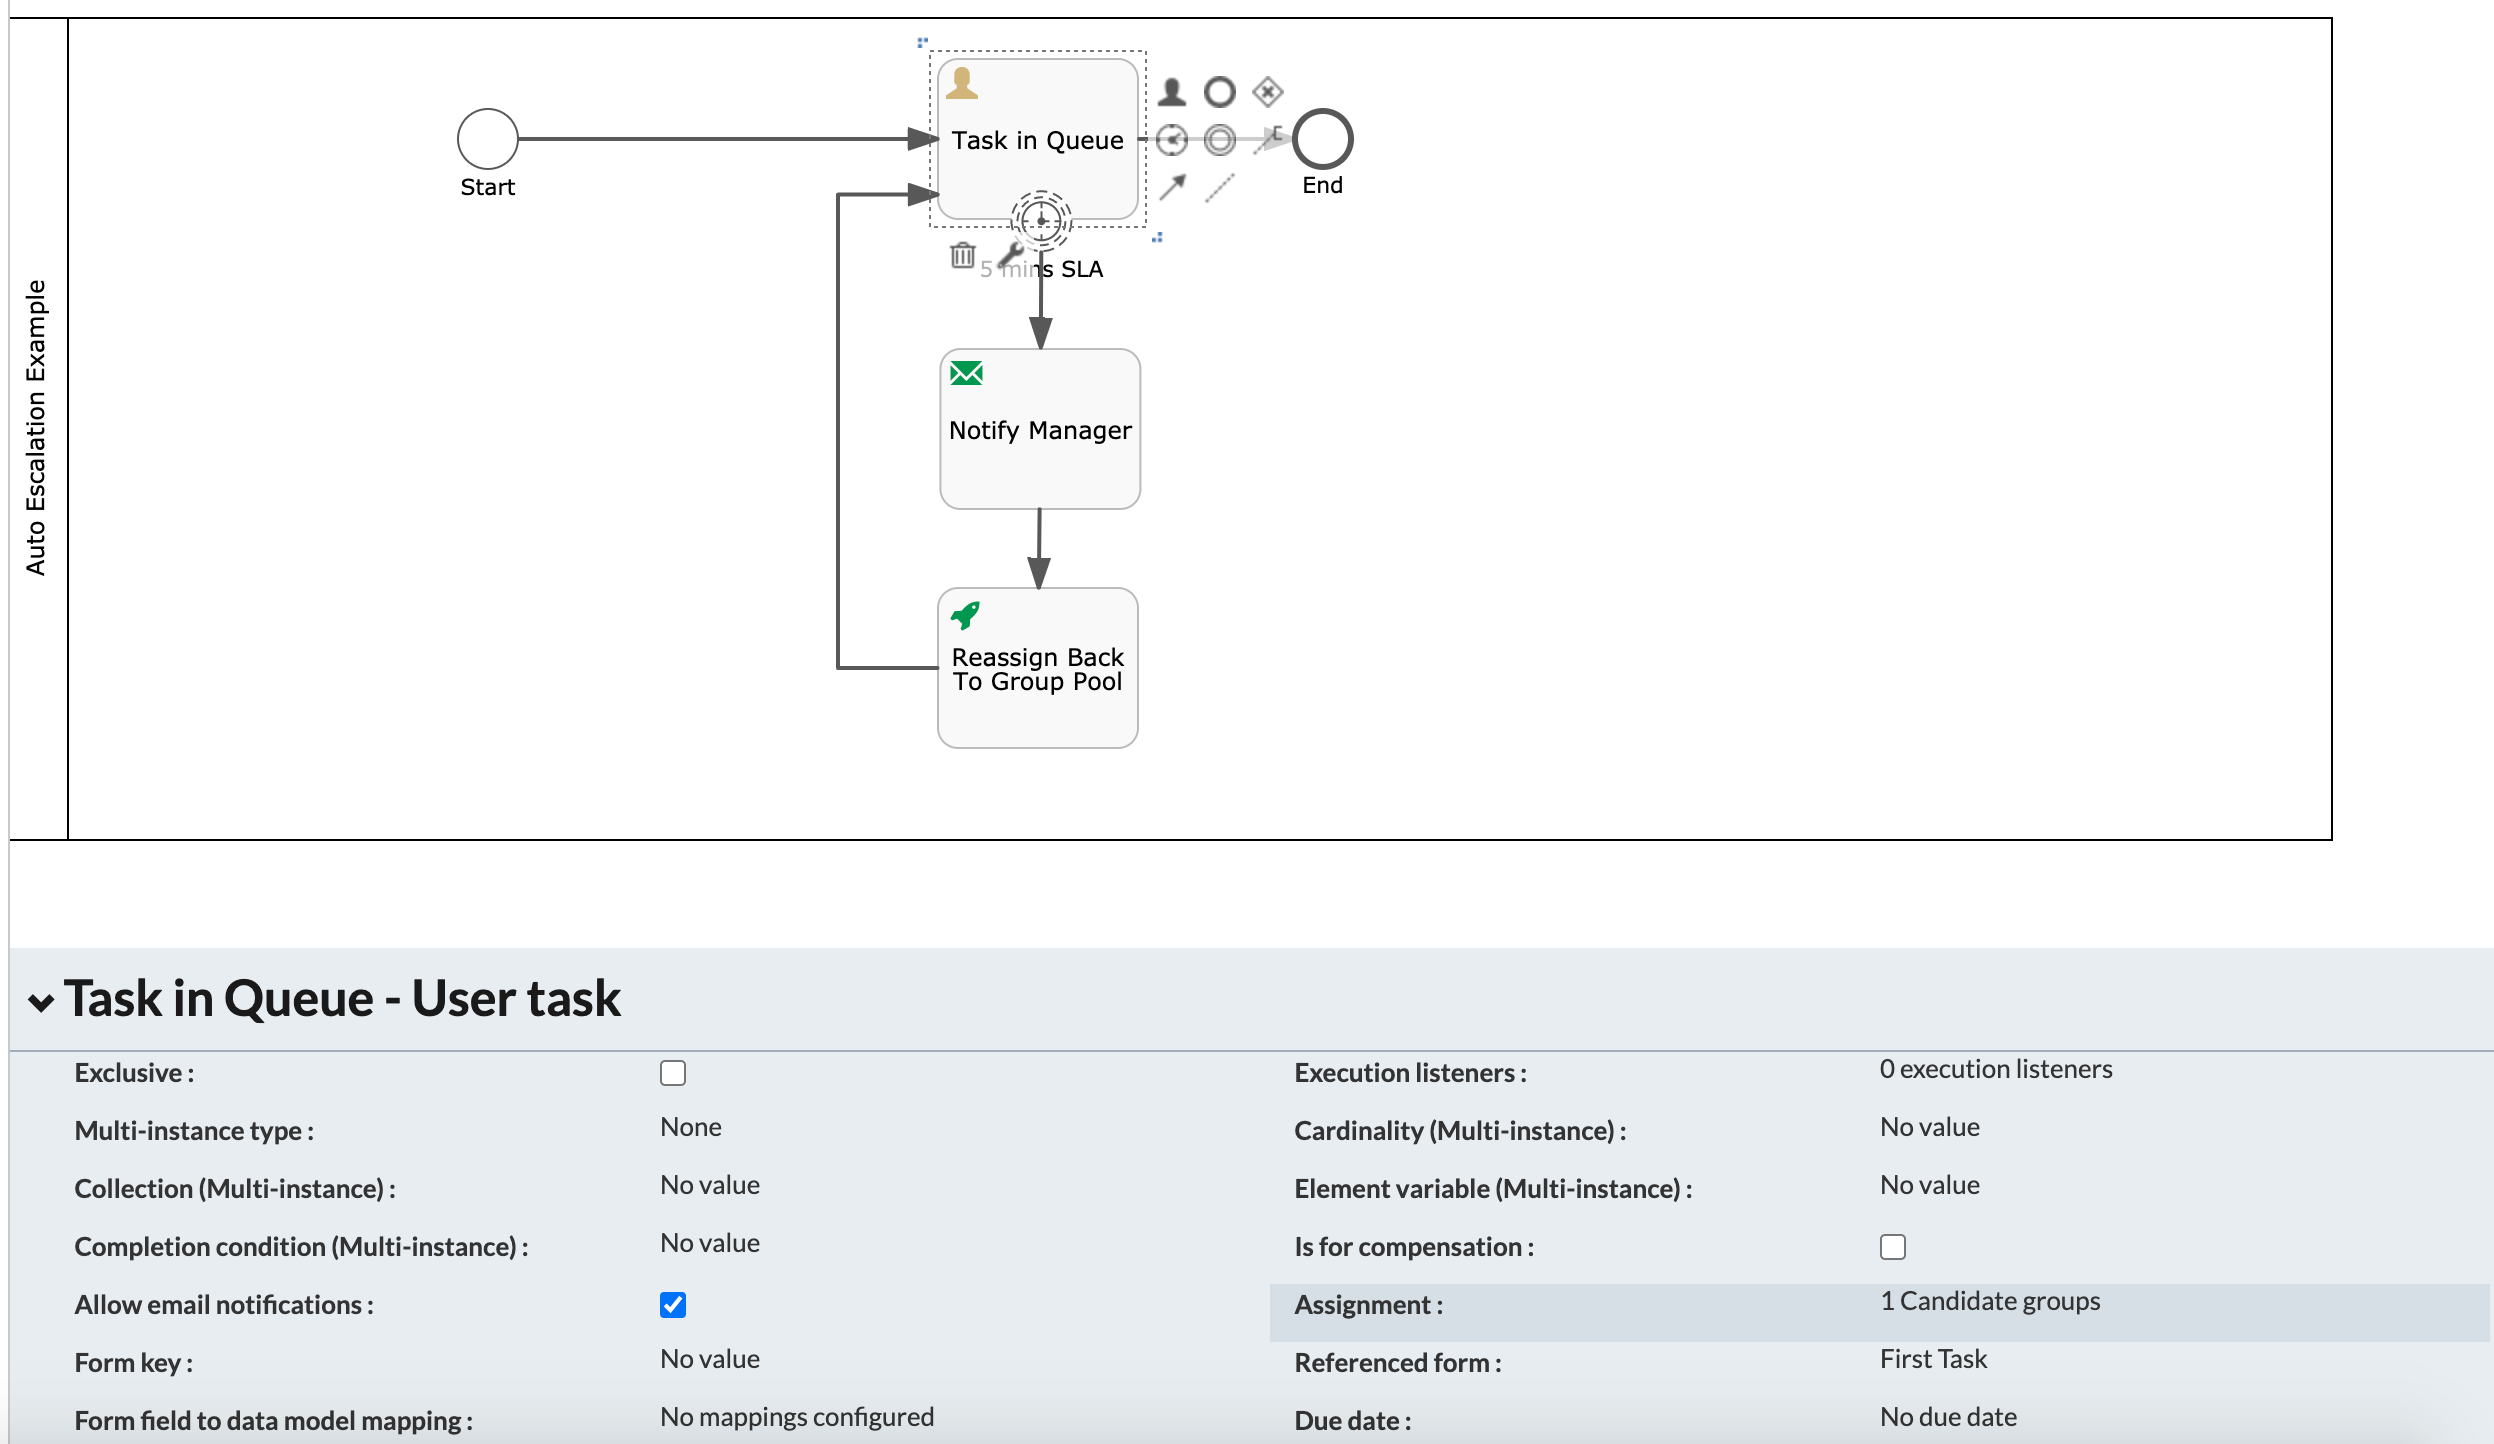 Auto Escalation Example
Start
Task in Queue
End
5 mins SLA
Notify Manager
Reassign Back
To Group Pool
Task in Queue - User task
Exclusive :
Execution listeners :
0 execution listeners
Multi-instance type :
None
Cardinality (Multi-instance) :
No value
Collection (Multi-instance) :
No value
Element variable (Multi-instance) :
No value
Completion condition (Multi-instance) :
No value
Is for compensation :
Allow email notifications :
Assignment :
1 Candidate groups
Form key :
No value
Referenced form :
First Task
Form field to data model mapping :
No mappings configured
Due date :
No due date